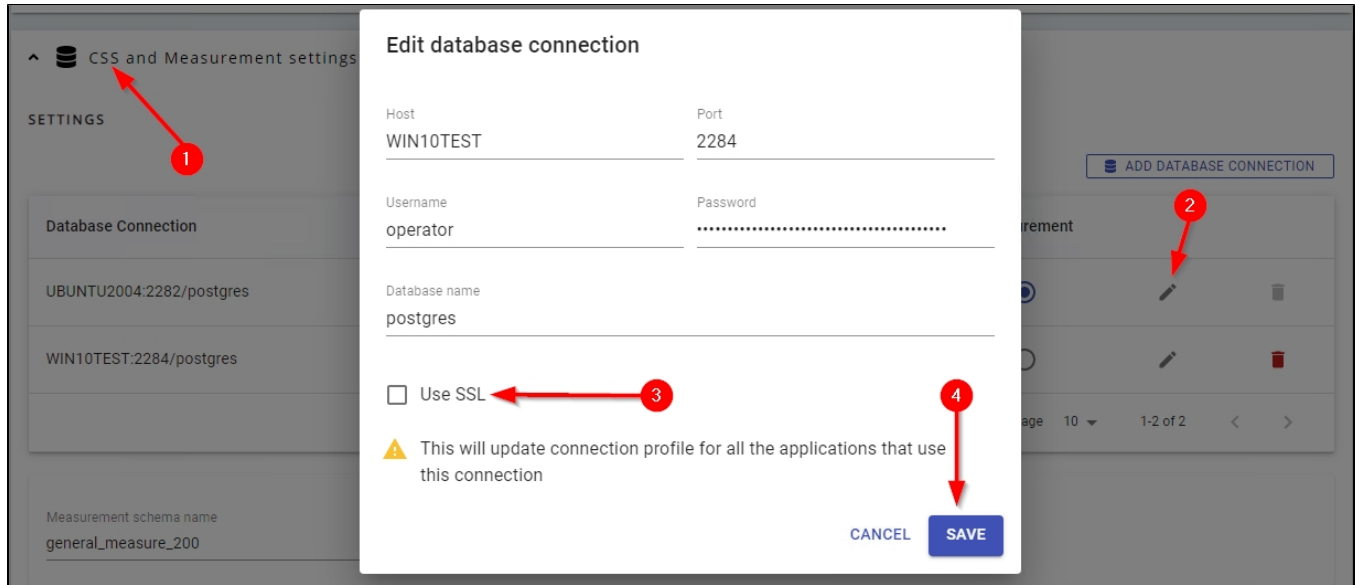 CSS and Measurement settings
1
SETTINGS
ADD DATABASE CONNECTION
2
Database Connection
urement
UBUNTU2004:2282/postgres
WIN10TEST:2284/postgres
age 10 1-2 of 2
Measurement schema name
general_measure_200
Edit database connection
Host
Port
WIN10TEST
2284
Username
Password
operator
Database name
postgres
Use SSL
3
4
This will update connection profile for all the applications that use
this connection
CANCEL SAVE